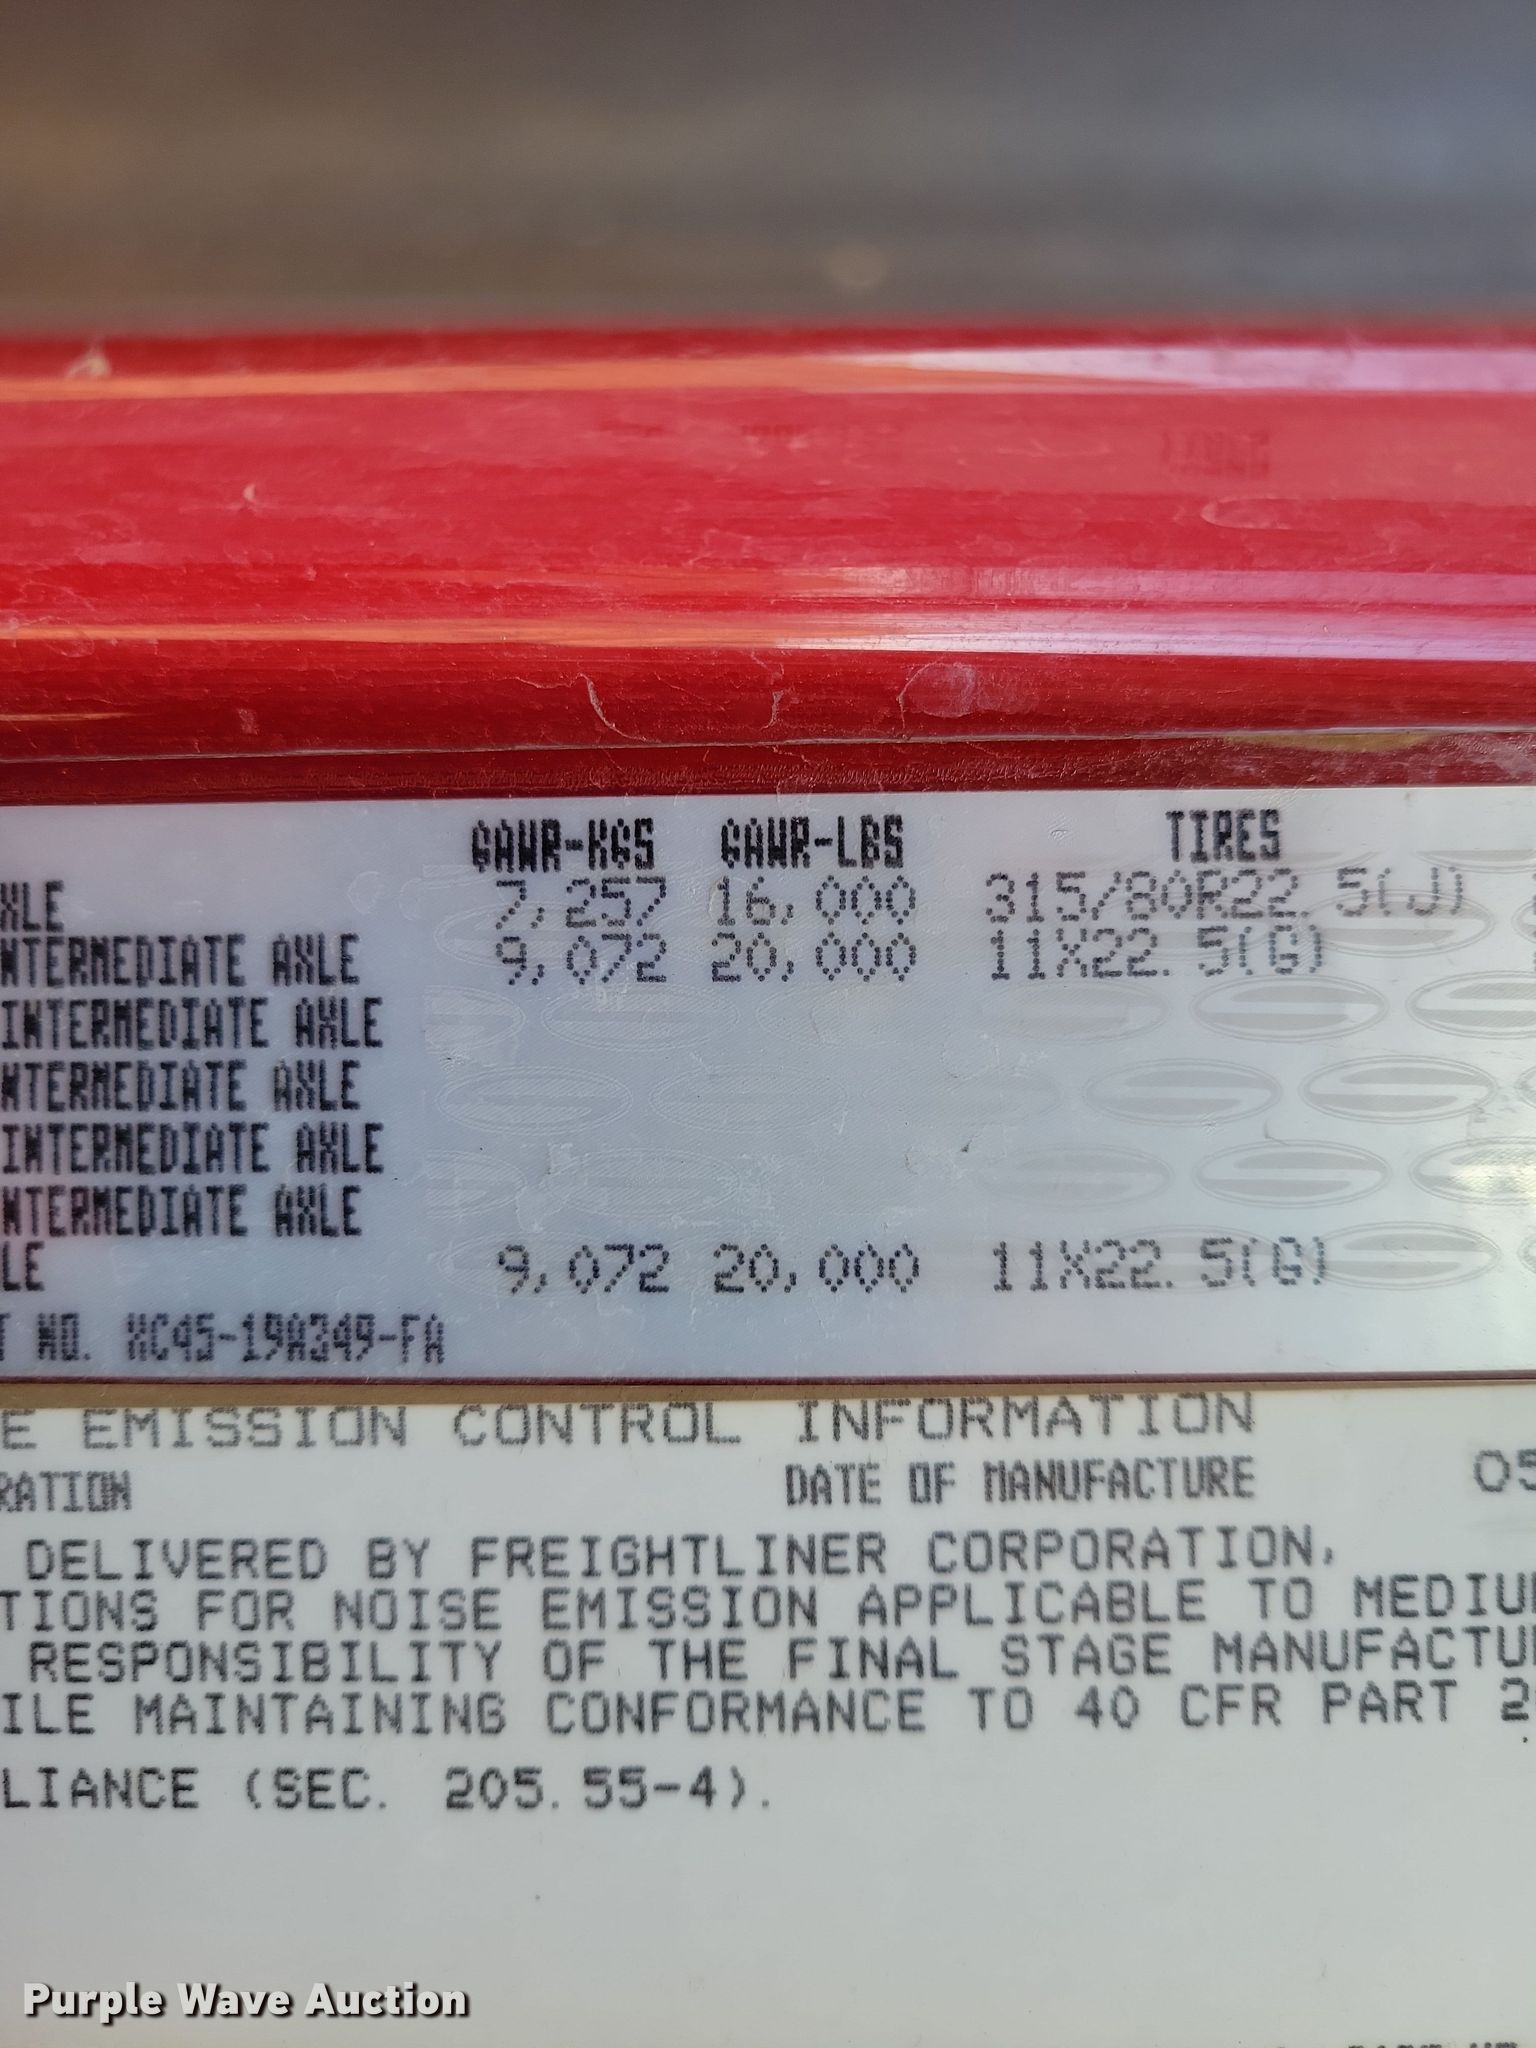 GAWR-KGS GAWR-LBS TIRES
XLE 7,257 16,000 315/80R22.5(J)
NTERMEDIATE AXLE 9,072 20,000 11X22.5(G)
INTERMEDIATE AXLE
NTERMEDIATE AXLE
INTERMEDIATE AXLE
NTERMEDIATE AXLE
LE 9,072 20,000 11X22.5(G)
T NO. XC45-19A249-FA
E EMISSION CONTROL INFORMATION
RATION DATE OF MANUFACTURE 05
DELIVERED BY FREIGHTLINER CORPORATION,
TIONS FOR NOISE EMISSION APPLICABLE TO MEDIU
RESPONSIBILITY OF THE FINAL STAGE MANUFACTU
ILE MAINTAINING CONFORMANCE TO 40 CFR PART 2
LIANCE (SEC. 205.55-4).
Purple Wave Auction